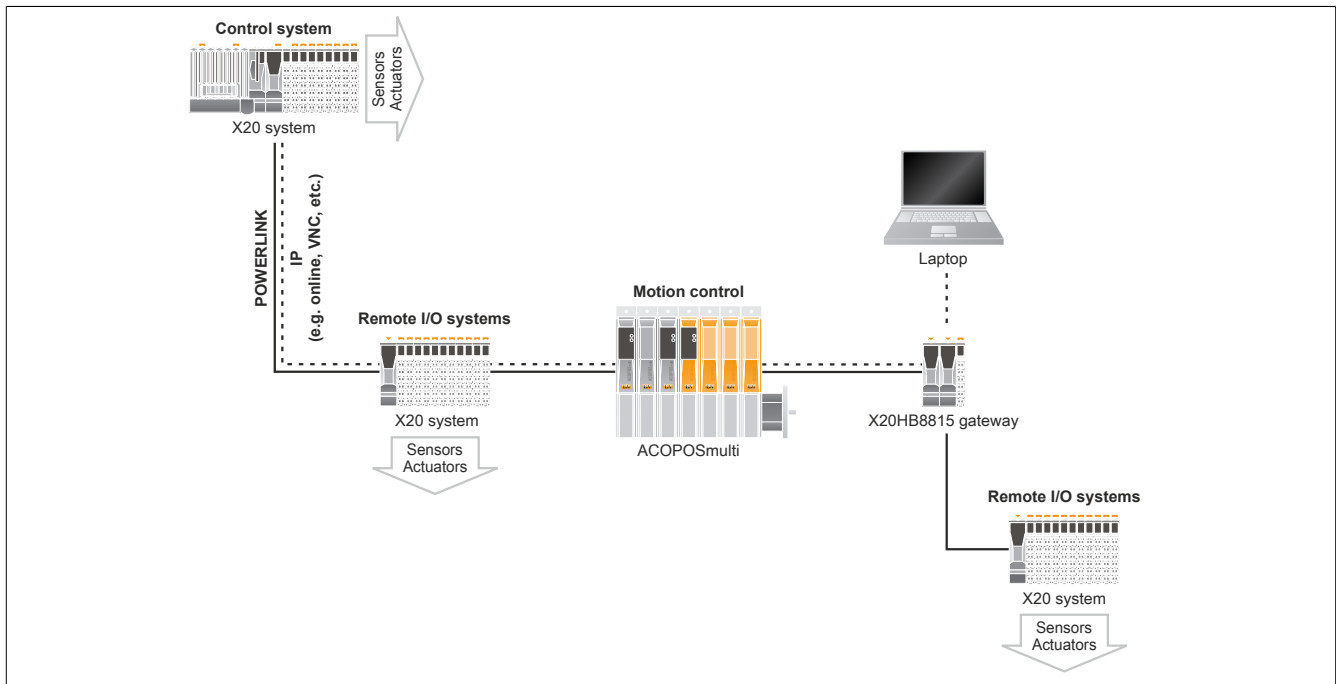 Control system
Sensors
Actuators
X20 system
POWERLINK
IP
(e.g. online, VNC, etc.)
Laptop
Motion control
Remote I/O systems
X20 system
X20HB8815 gateway
Sensors
Actuators
ACOPOSmulti
Remote I/O systems
X20 system
Sensors
Actuators